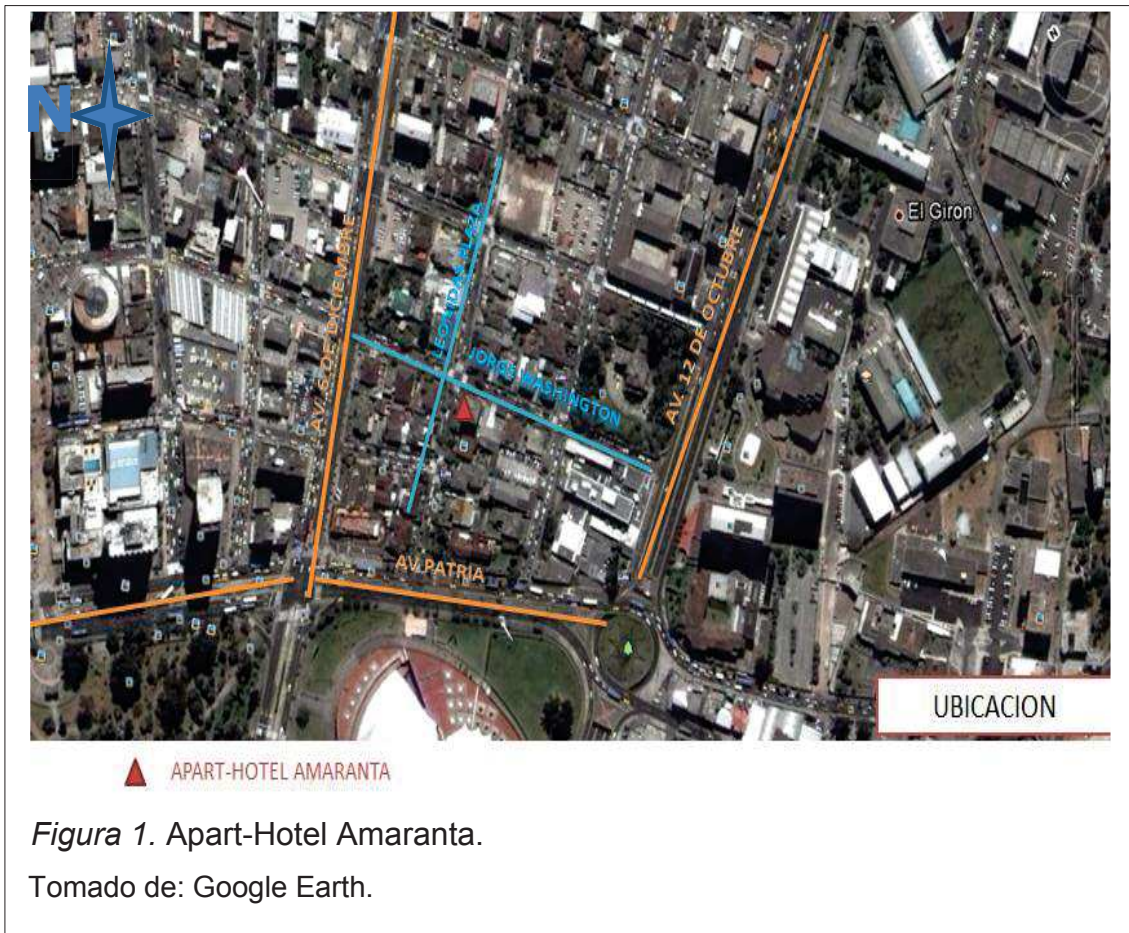 N
AV. 6 DE DICIEMBRE
LEONIDAS PLAZA
JORGE WASHINGTON
AV. 12 DE OCTUBRE
El Giron
AV.PATRIA
UBICACION
APART-HOTEL AMARANTA
Figura 1. Apart-Hotel Amaranta.
Tomado de: Google Earth.